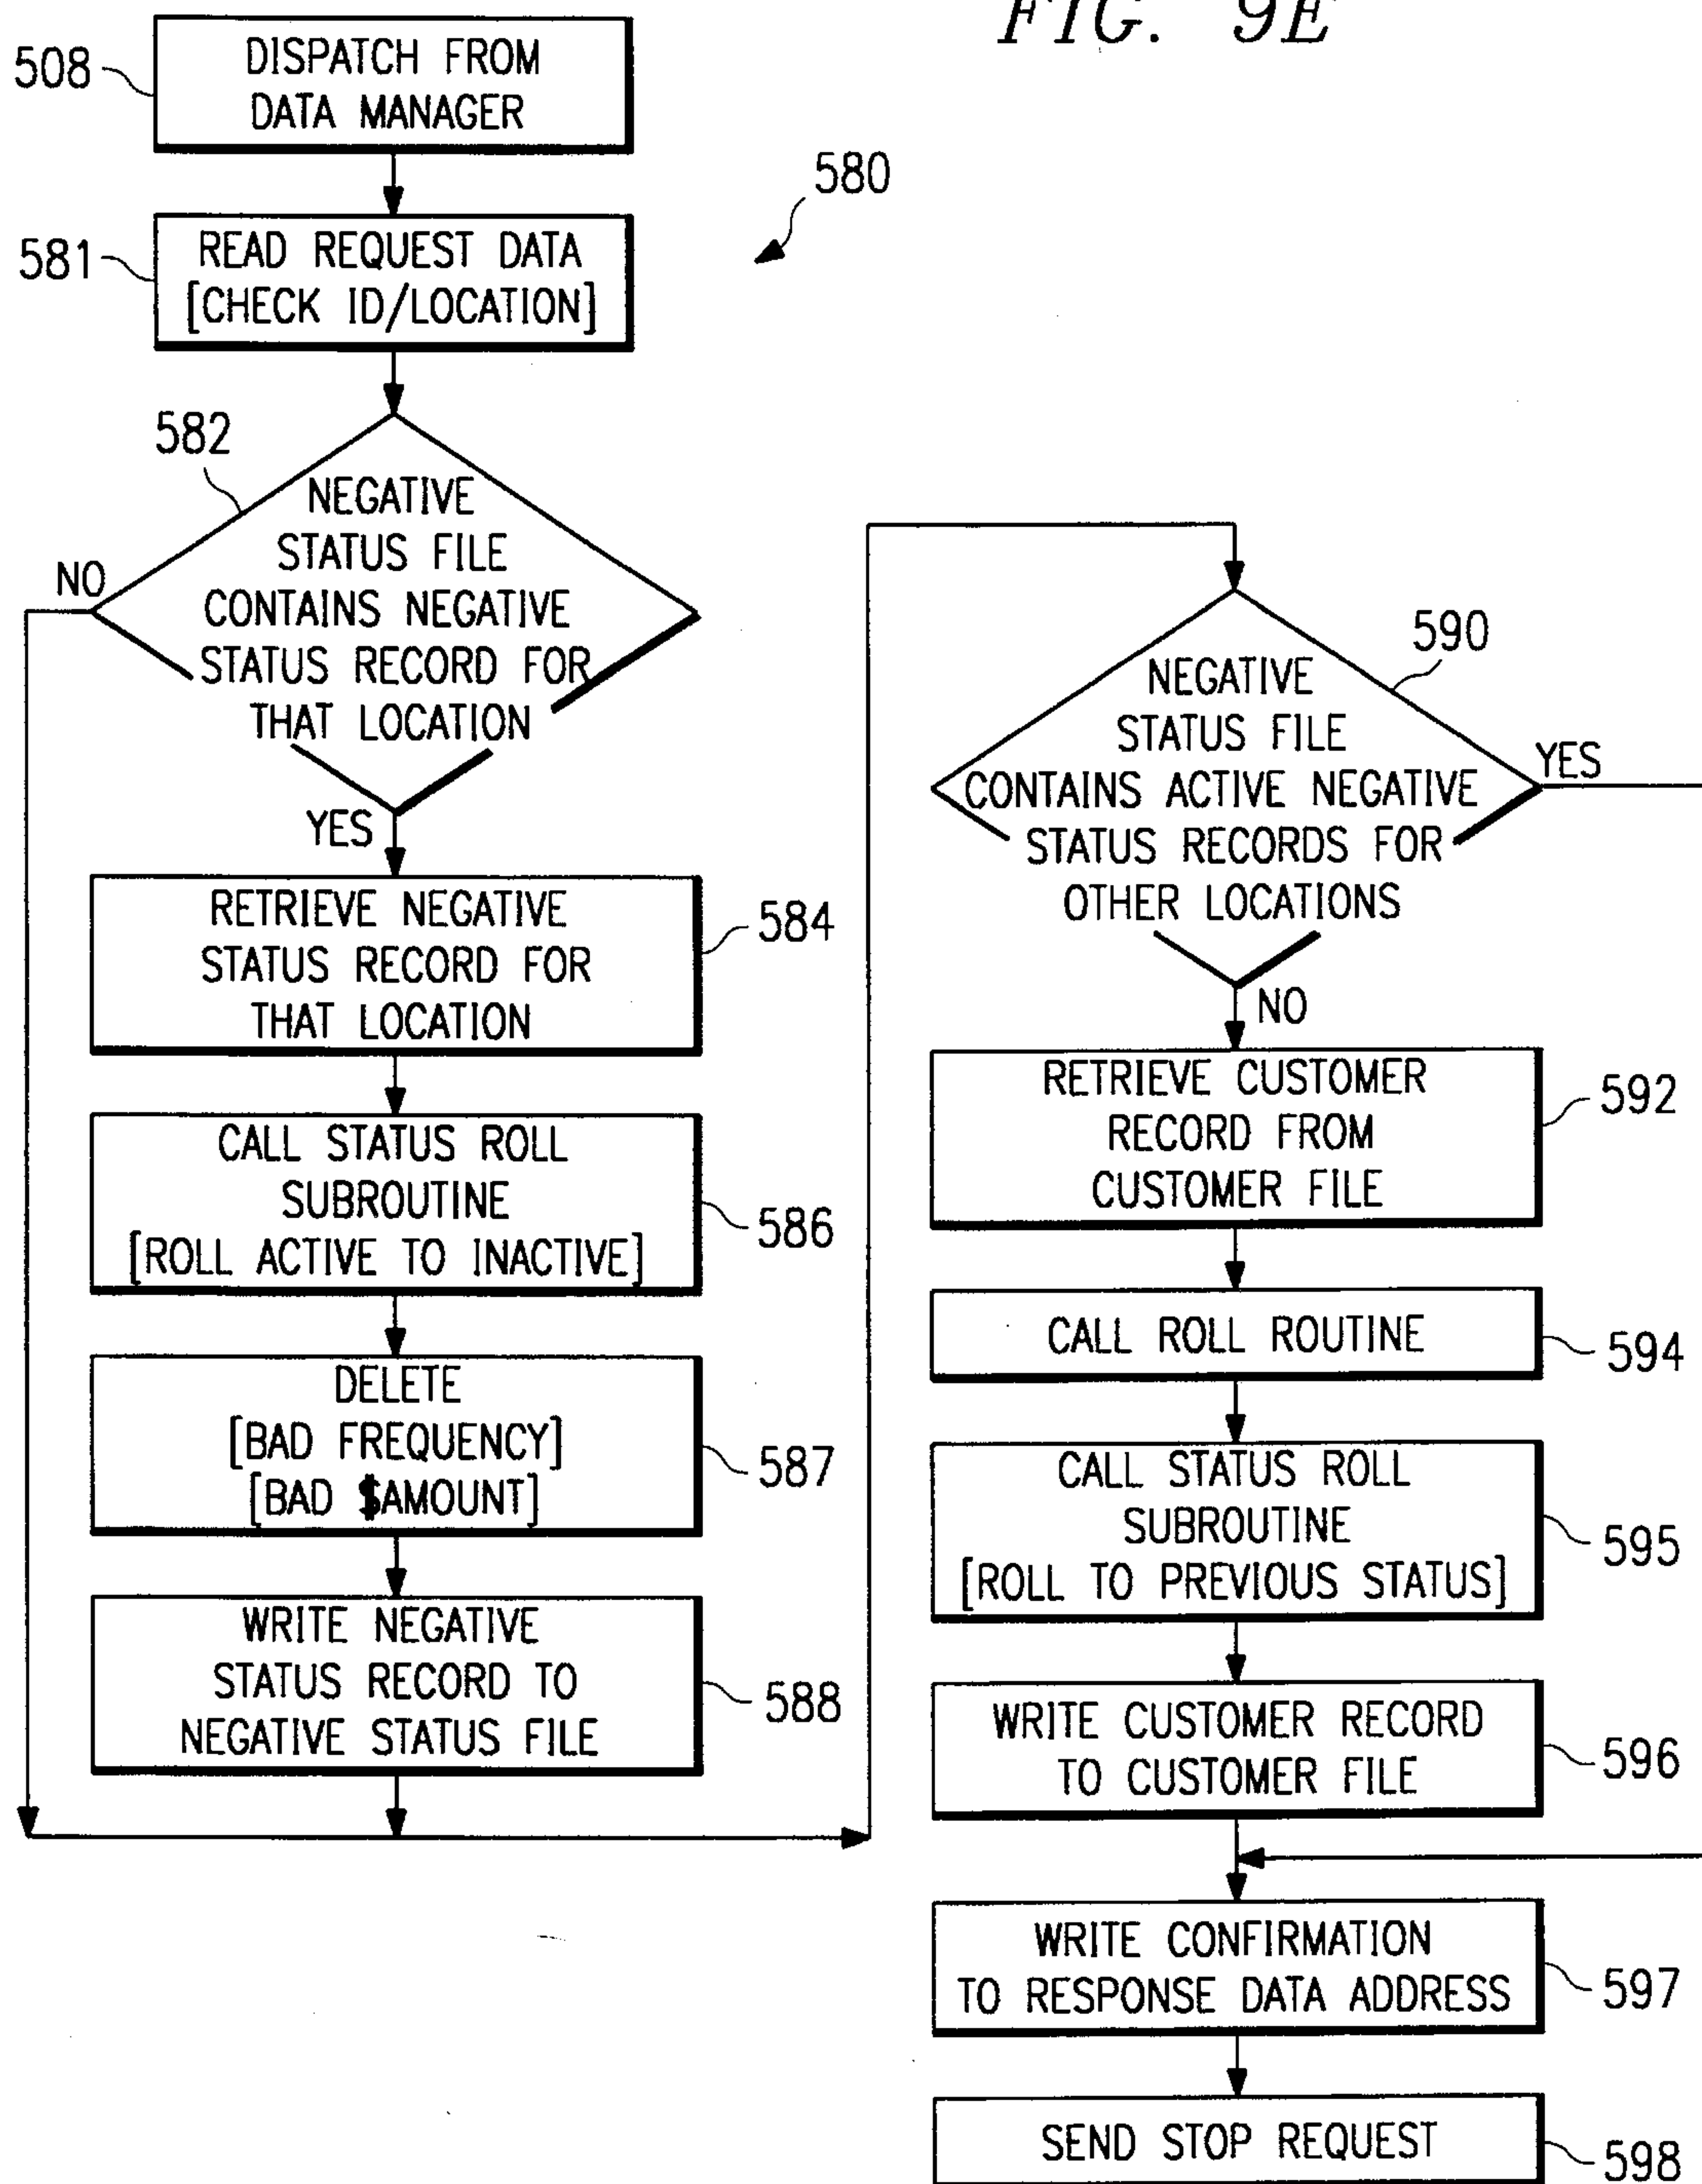 FIG. 9E
508
DISPATCH FROM
DATA MANAGER
580
581
READ REQUEST DATA
[CHECK ID/LOCATION]
582
NEGATIVE
STATUS FILE
CONTAINS NEGATIVE
STATUS RECORD FOR
THAT LOCATION
NO
YES
RETRIEVE NEGATIVE
STATUS RECORD FOR
THAT LOCATION
584
CALL STATUS ROLL
SUBROUTINE
[ROLL ACTIVE TO INACTIVE]
586
DELETE
[BAD FREQUENCY]
[BAD $AMOUNT]
587
WRITE NEGATIVE
STATUS RECORD TO
NEGATIVE STATUS FILE
588
590
NEGATIVE
STATUS FILE
CONTAINS ACTIVE NEGATIVE
STATUS RECORDS FOR
OTHER LOCATIONS
YES
NO
RETRIEVE CUSTOMER
RECORD FROM
CUSTOMER FILE
592
CALL ROLL ROUTINE
594
CALL STATUS ROLL
SUBROUTINE
[ROLL TO PREVIOUS STATUS]
595
WRITE CUSTOMER RECORD
TO CUSTOMER FILE
596
WRITE CONFIRMATION
TO RESPONSE DATA ADDRESS
597
SEND STOP REQUEST
598